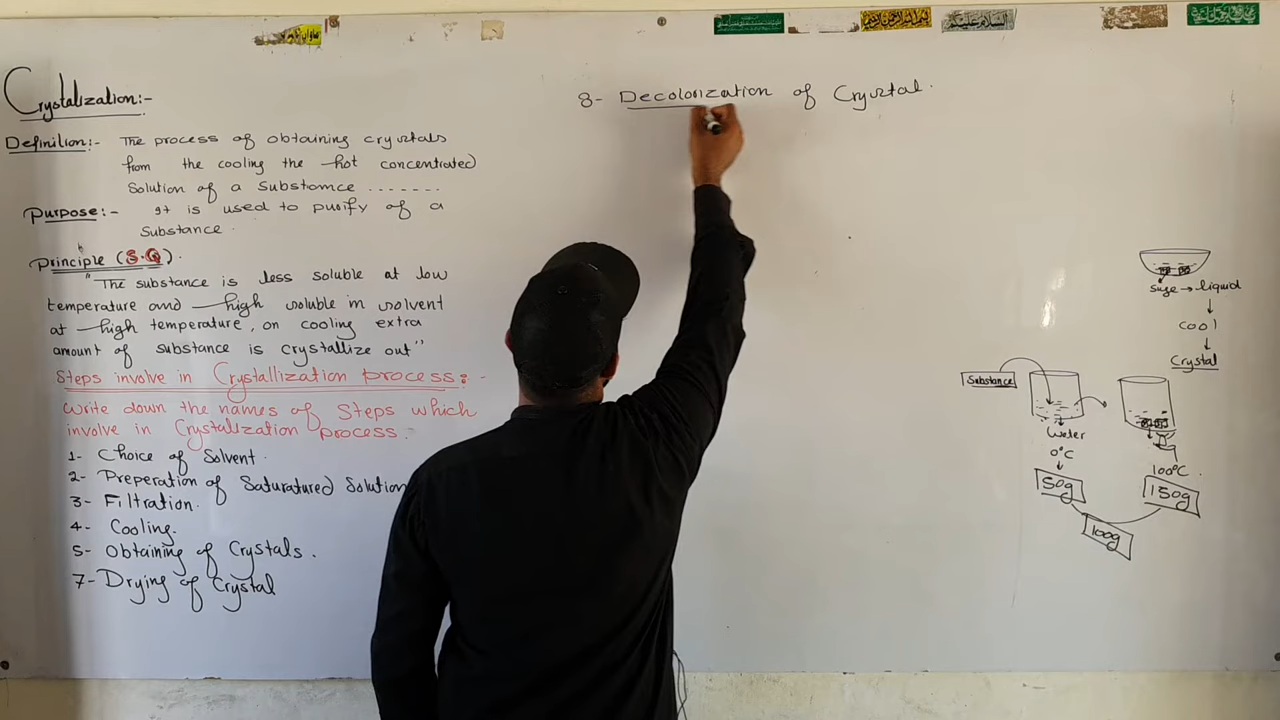 Crystalization:-
Definilion:- The process of obtaining crystals
from the cooling the hot concentrated
Solution of a Substance .......
Purpose:- It is used to purify of a
Substance.
Principle (S.Q).
"The substance is less soluble at low
temperature and high soluble in solvent
at high temperature, on cooling extra
amount of substance is crystallize out"
Steps involve in Crystallization process:-
Write down the names of Steps which
involve in Crystalization process.
1- Choice of Solvent.
2- Preperation of Saturatured Solution
3- Filtration.
4- Cooling.
5- Obtaining of Crystals.
7- Drying of Crystal
8- Decolorization of Crystal.
liquid
cool
Crystal
Substance
Water
0°C
50g
100°C.
150g
100g
السلام علیکم